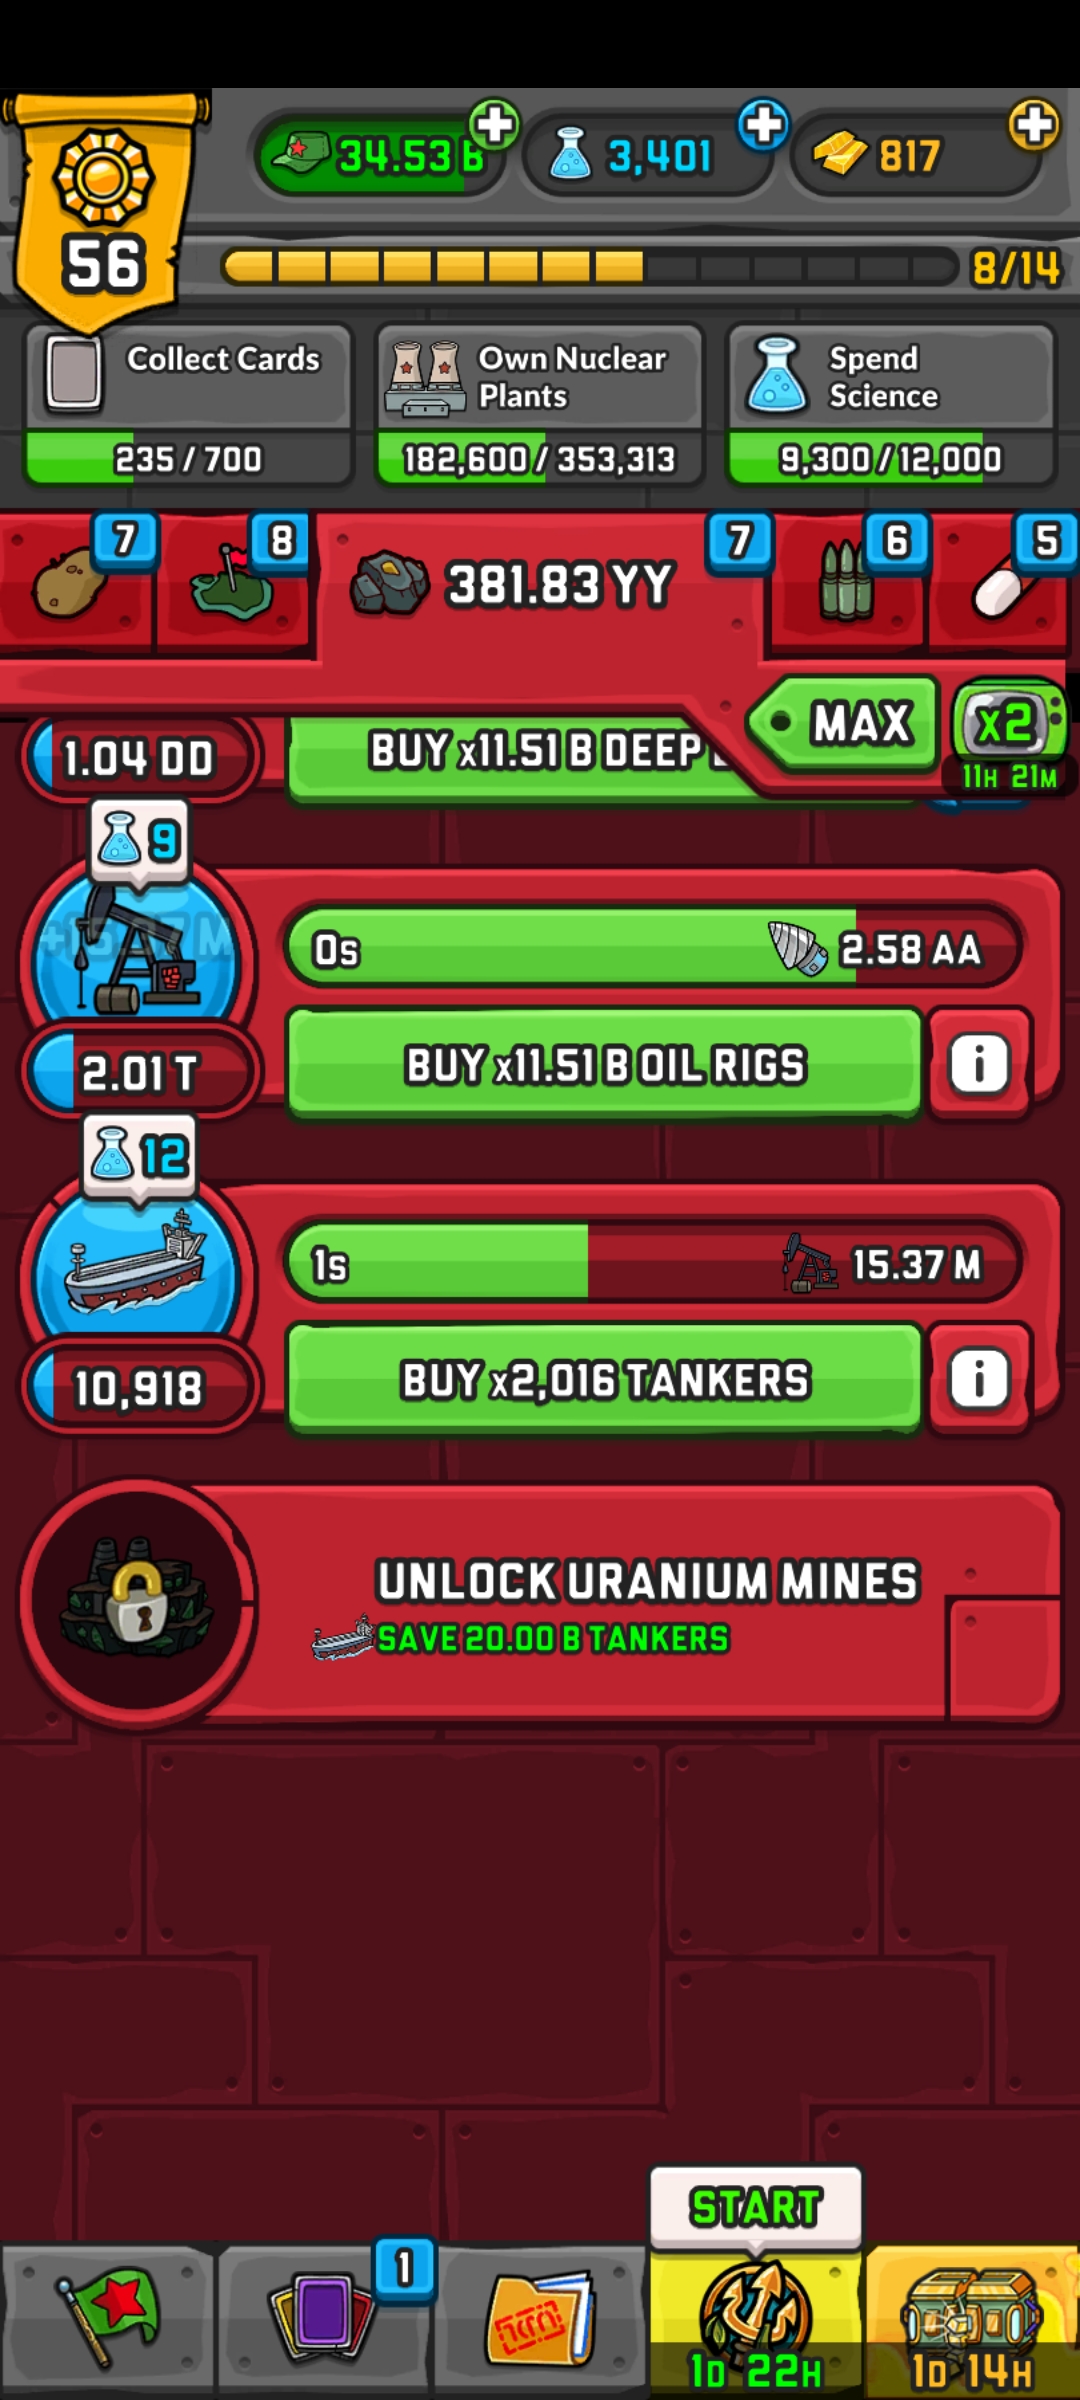 34.53 B
3,401
817
56
8/14
Collect Cards
235 / 700
Own Nuclear
Plants
182,600 / 353,313
Spend
Science
9,300 / 12,000
7
8
381.83 YY
7
6
5
MAX
x2
11H 21M
1.04 DD
BUY x11.51 B DEEP
9
+15.37 M
0s
2.58 AA
2.01 T
BUY x11.51 B OIL RIGS
i
12
1s
15.37 M
10,918
BUY x2,016 TANKERS
i
UNLOCK URANIUM MINES
SAVE 20.00 B TANKERS
START
1
1D 22H
1D 14H